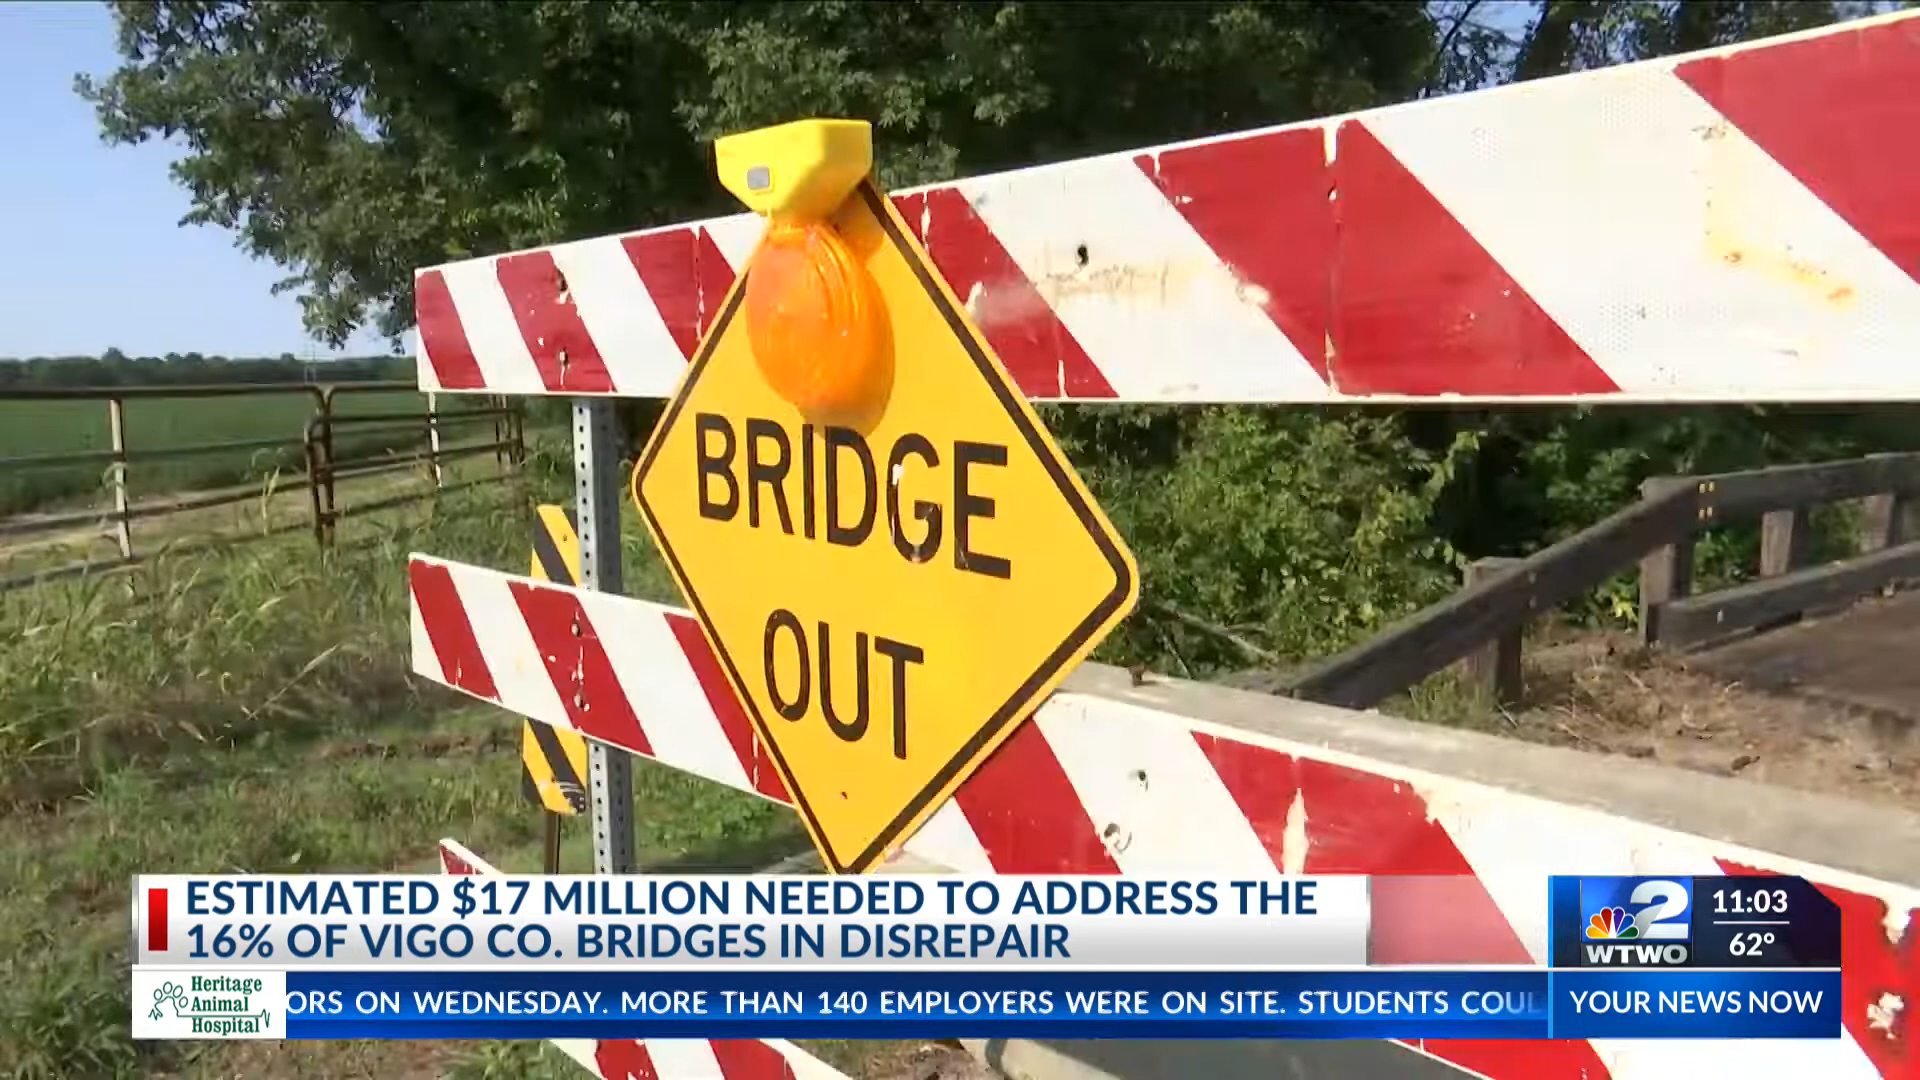 BRIDGE
OUT
ESTIMATED $17 MILLION NEEDED TO ADDRESS THE
16% OF VIGO CO. BRIDGES IN DISREPAIR
2
WTWO
11:03
62°
Heritage
Animal
Hospital
ORS ON WEDNESDAY. MORE THAN 140 EMPLOYERS WERE ON SITE. STUDENTS COUL
YOUR NEWS NOW